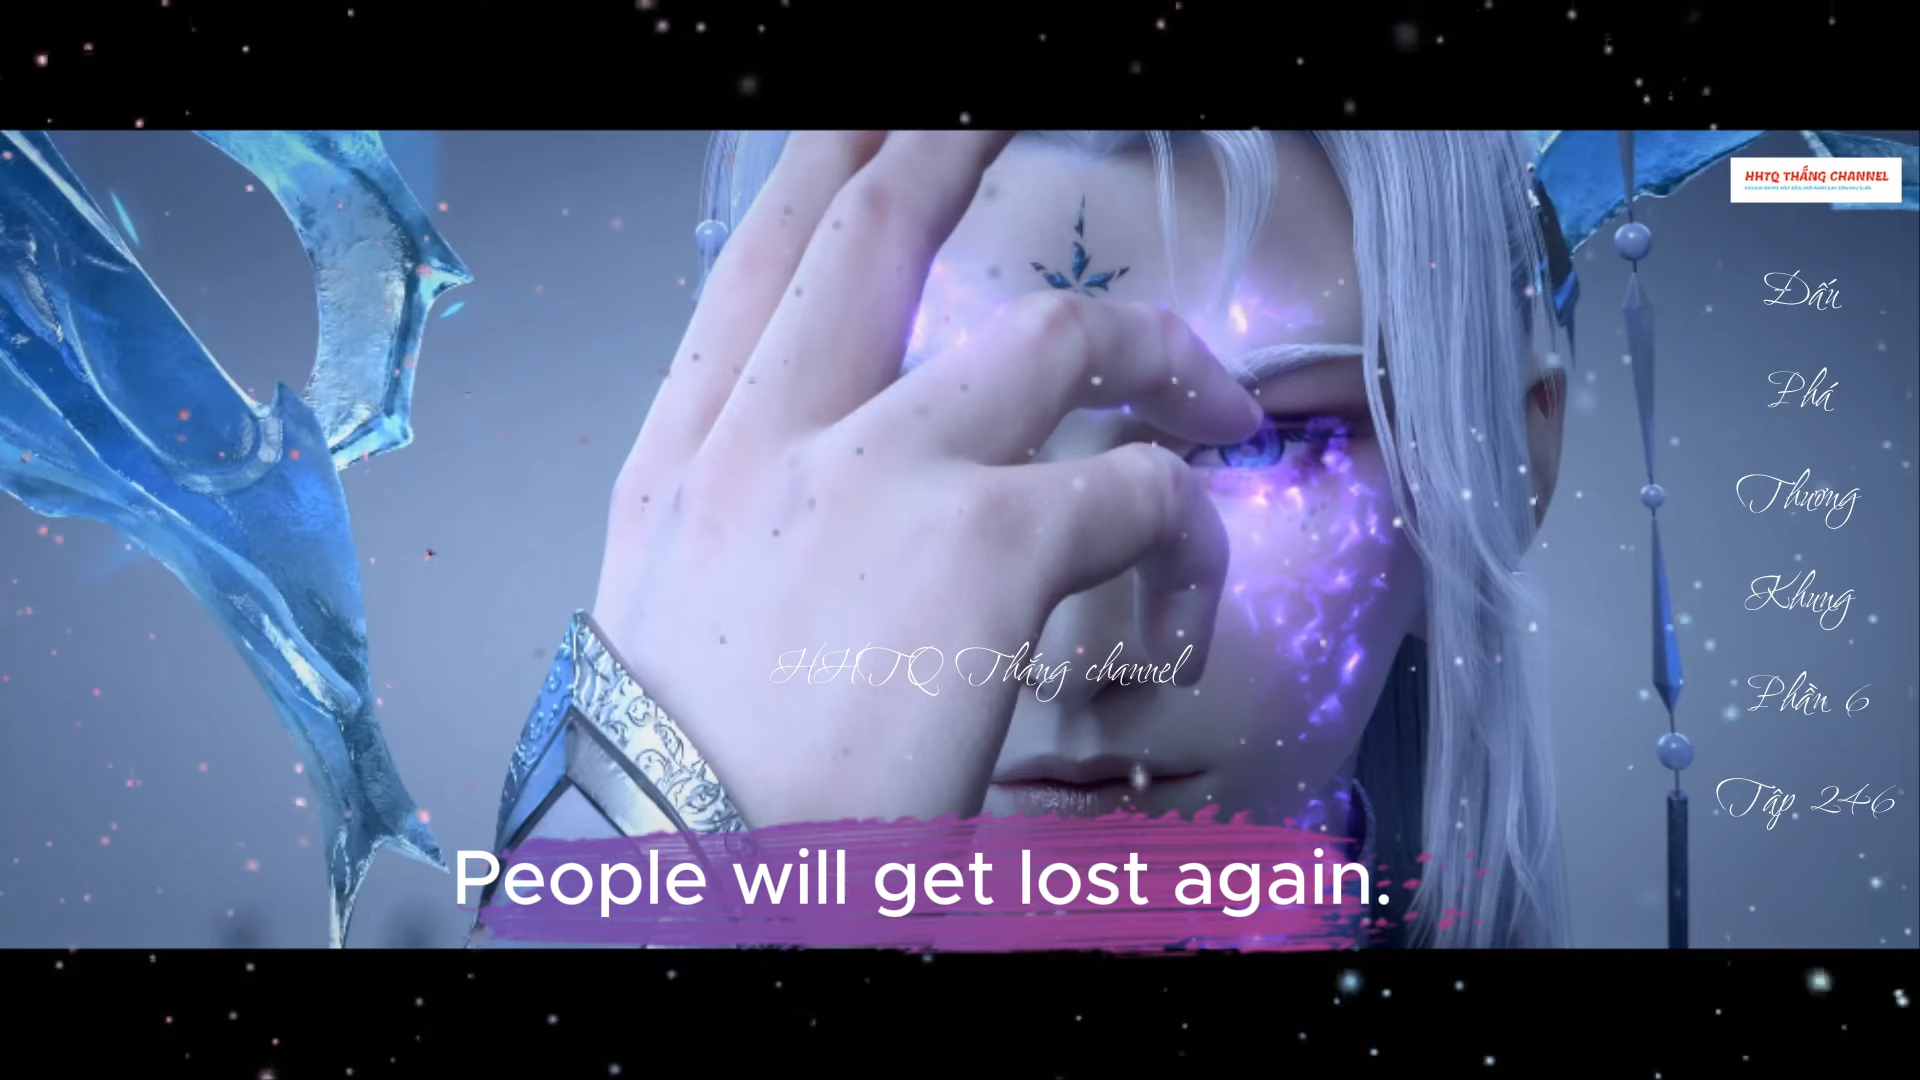 HHTQ THẮNG CHANNEL
Đấu
Phá
Thương
Khung
Phần 6
Tập 246
HHTQ Thắng channel
People will get lost again.